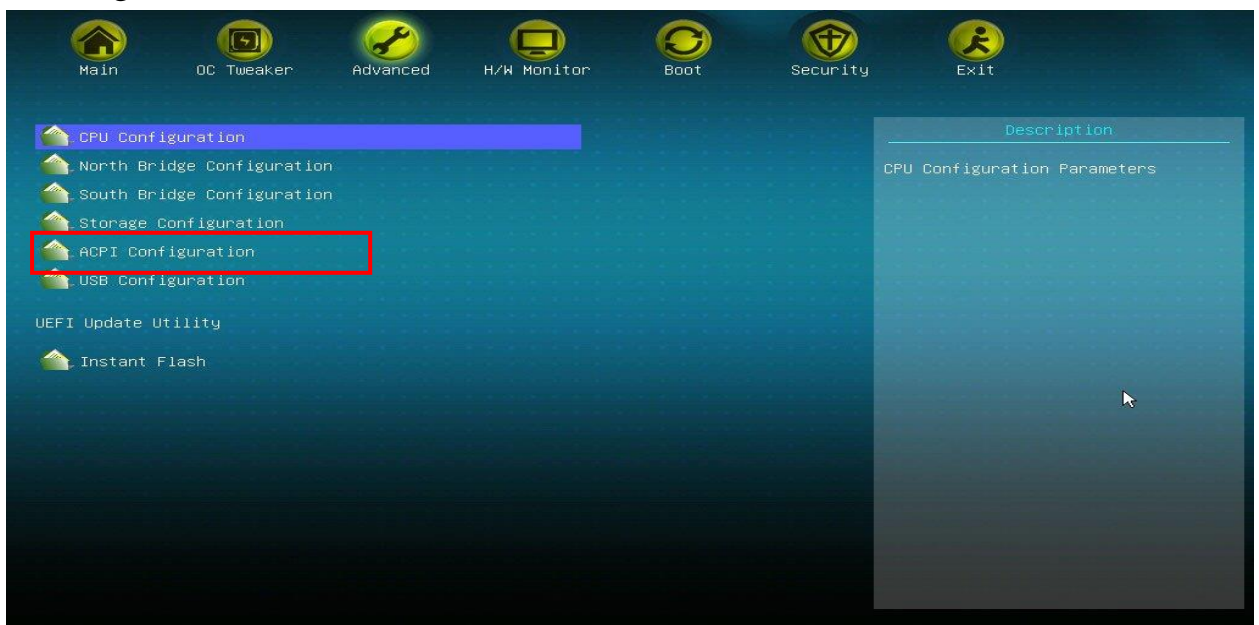 Main OC Tweaker Advanced H/W Monitor Boot Security Exit
CPU Configuration
North Bridge Configuration
South Bridge Configuration
Storage Configuration
ACPI Configuration
USB Configuration
UEFI Update Utility
Instant Flash
Description
CPU Configuration Parameters